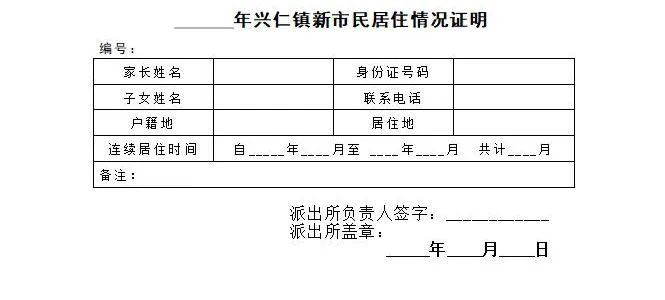 ______年兴仁镇新市民居住情况证明
编号：
家长姓名 身份证号码
子女姓名 联系电话
户籍地 居住地
连续居住时间 自_____年____月至 ____年____月 共计____月
备注：
派出所负责人签字：____________
派出所盖章：
_____年____月____日